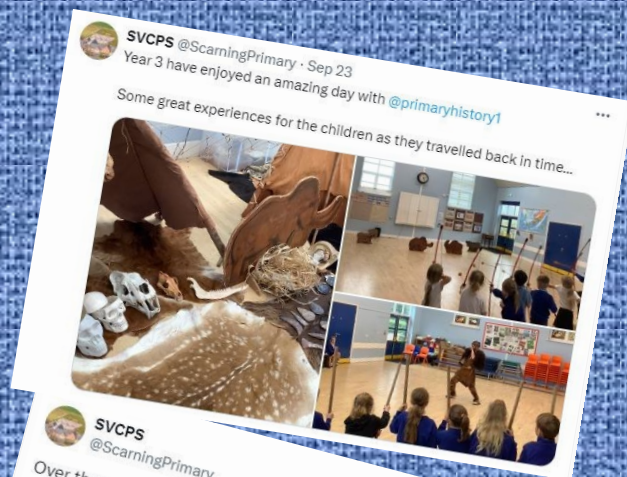 SVCPS @ScarningPrimary · Sep 23
Year 3 have enjoyed an amazing day with @primaryhistory1
Some great experiences for the children as they travelled back in time...
SVCPS
@ScarningPrimary
Over